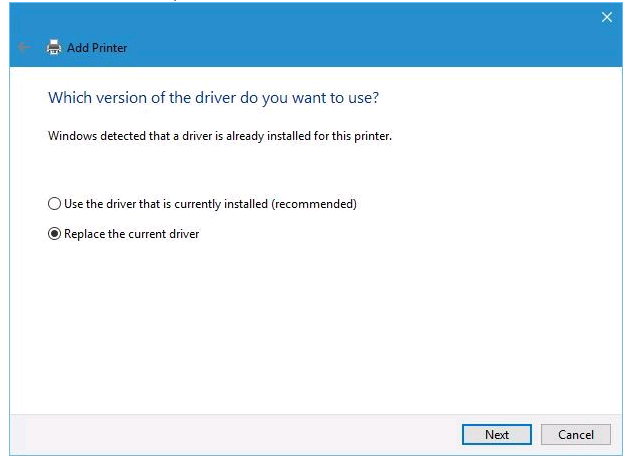 Add Printer
Which version of the driver do you want to use?
Windows detected that a driver is already installed for this printer.
Use the driver that is currently installed (recommended)
Replace the current driver
Next
Cancel